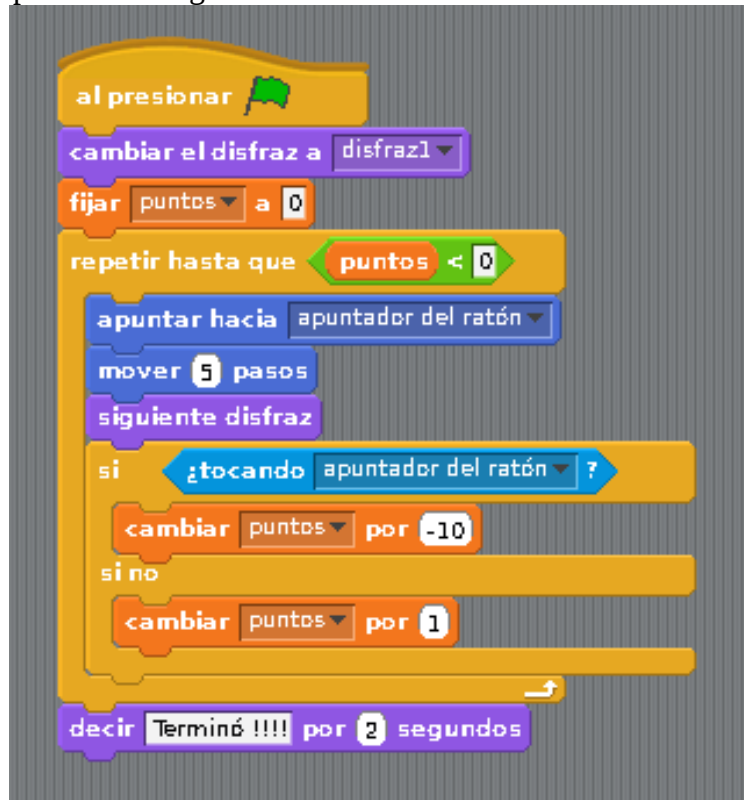 al presionar
cambiar el disfraz a disfraz1
fijar puntos a 0
repetir hasta que puntos < 0
apuntar hacia apuntador del ratón
mover 5 pasos
siguiente disfraz
si ¿tocando apuntador del ratón ?
cambiar puntos por -10
si no
cambiar puntos por 1
decir Terminó !!!! por 2 segundos